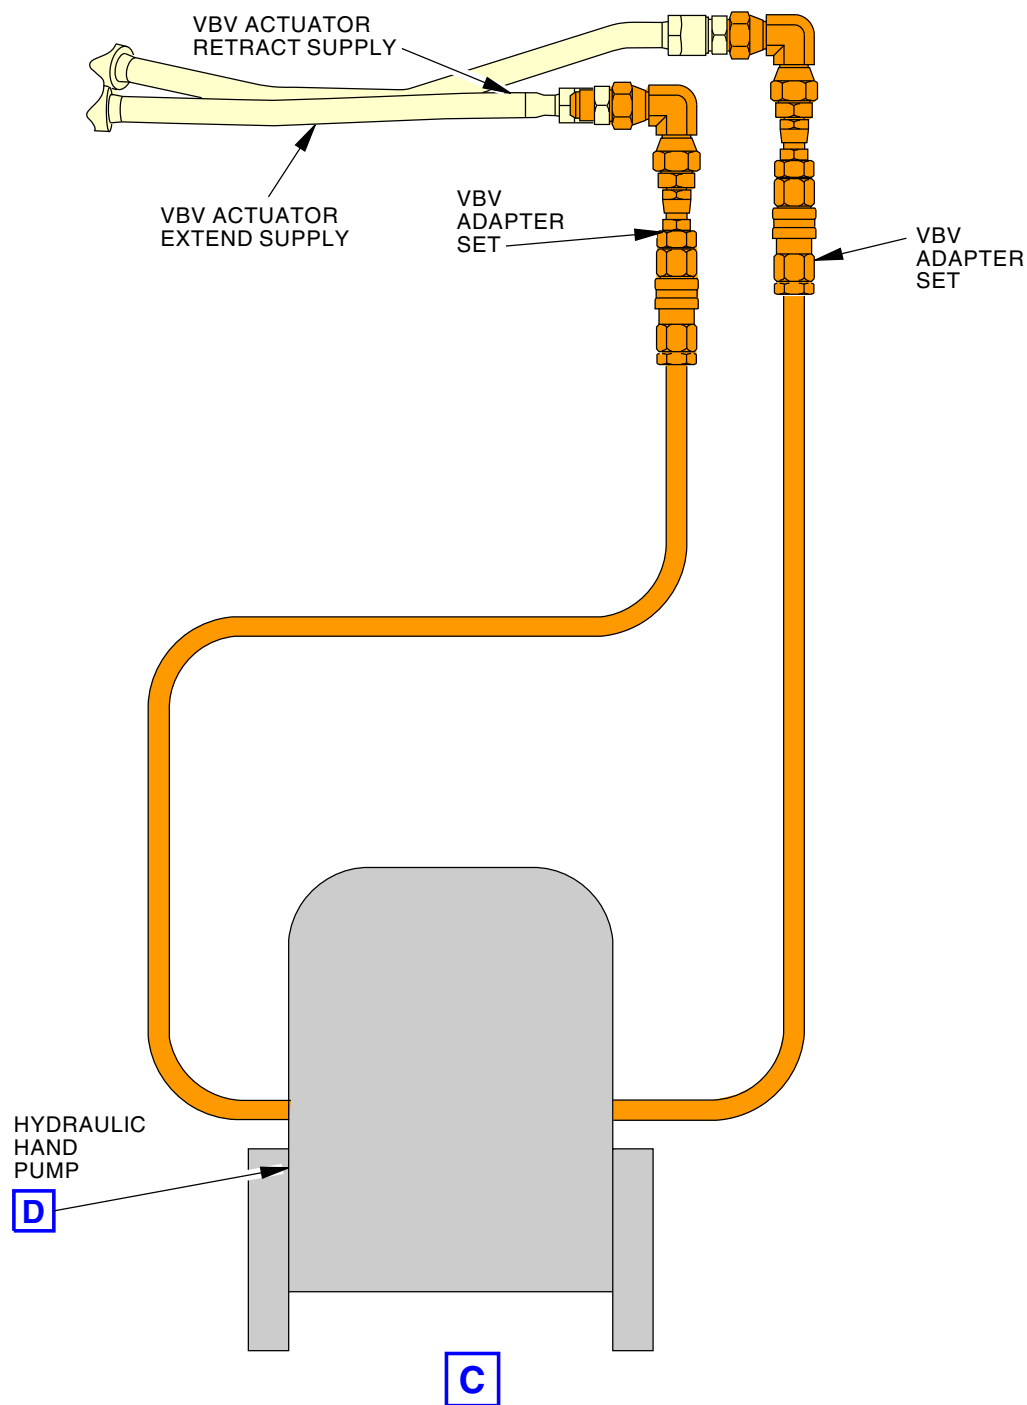 VBV ACTUATOR
RETRACT SUPPLY
VBV ACTUATOR
EXTEND SUPPLY
VBV
ADAPTER
SET
VBV
ADAPTER
SET
HYDRAULIC
HAND
PUMP
D
C